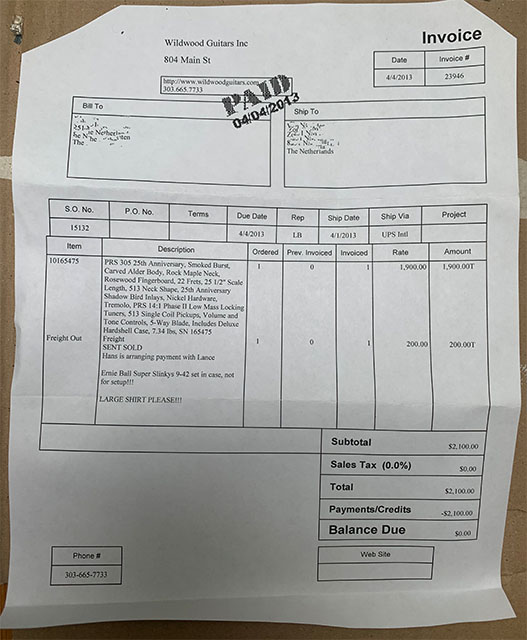 Wildwood Guitars Inc
804 Main St
http://www.wildwoodguitars.com
303.665.7733
Invoice
Date Invoice #
4/4/2013 23946
PAID
04/04/2013
Bill To
The
Ship To
The Netherlands
S.O. No. P.O. No. Terms Due Date Rep Ship Date Ship Via Project
15132 4/4/2013 LB 4/1/2013 UPS Intl
Item Description Ordered Prev. Invoiced Invoiced Rate Amount
10165475 PRS 305 25th Anniversary, Smoked Burst, 1 0 1 1,900.00 1,900.00T
Carved Alder Body, Rock Maple Neck,
Rosewood Fingerboard, 22 Frets, 25 1/2" Scale
Length, 513 Neck Shape, 25th Anniversary
Shadow Bird Inlays, Nickel Hardware,
Tremolo, PRS 14:1 Phase II Low Mass Locking
Tuners, 513 Single Coil Pickups, Volume and
Tone Controls, 5-Way Blade, Includes Deluxe
Hardshell Case, 7.34 lbs, SN 165475
Freight Out Freight 1 0 1 200.00 200.00T
SENT SOLD
Hans is arranging payment with Lance
Ernie Ball Super Slinkys 9-42 set in case, not
for setup!!!
LARGE SHIRT PLEASE!!!
Subtotal $2,100.00
Sales Tax (0.0%) $0.00
Total $2,100.00
Payments/Credits -$2,100.00
Balance Due $0.00
Phone #
303-665-7733
Web Site